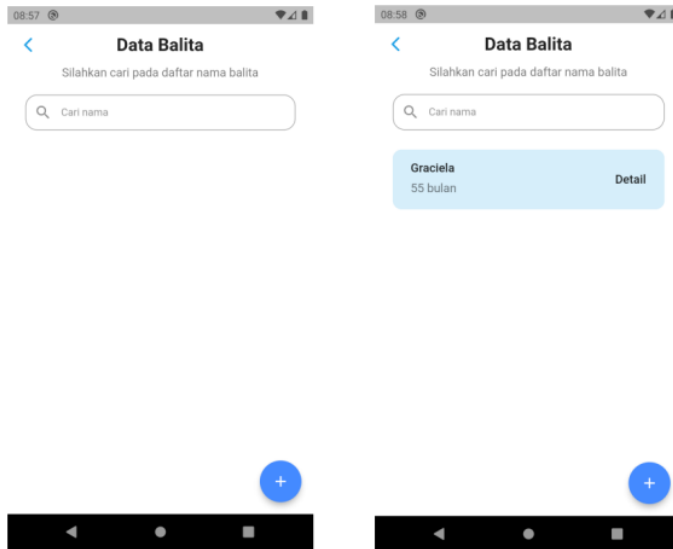 08:57
Data Balita
Silahkan cari pada daftar nama balita
Cari nama
08:58
Data Balita
Silahkan cari pada daftar nama balita
Cari nama
Graciela
55 bulan
Detail